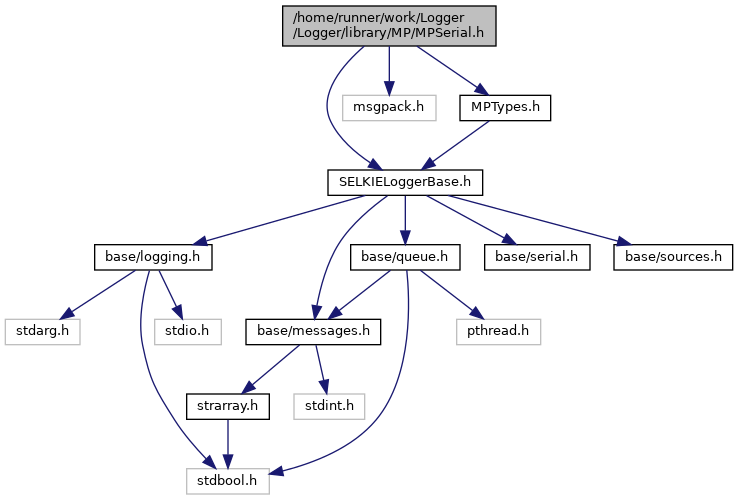 /home/runner/work/Logger
/Logger/library/MP/MPSerial.h
msgpack.h
MPTypes.h
SELKIELoggerBase.h
base/logging.h
base/queue.h
base/serial.h
base/sources.h
stdarg.h
stdio.h
base/messages.h
pthread.h
strarray.h
stdint.h
stdbool.h